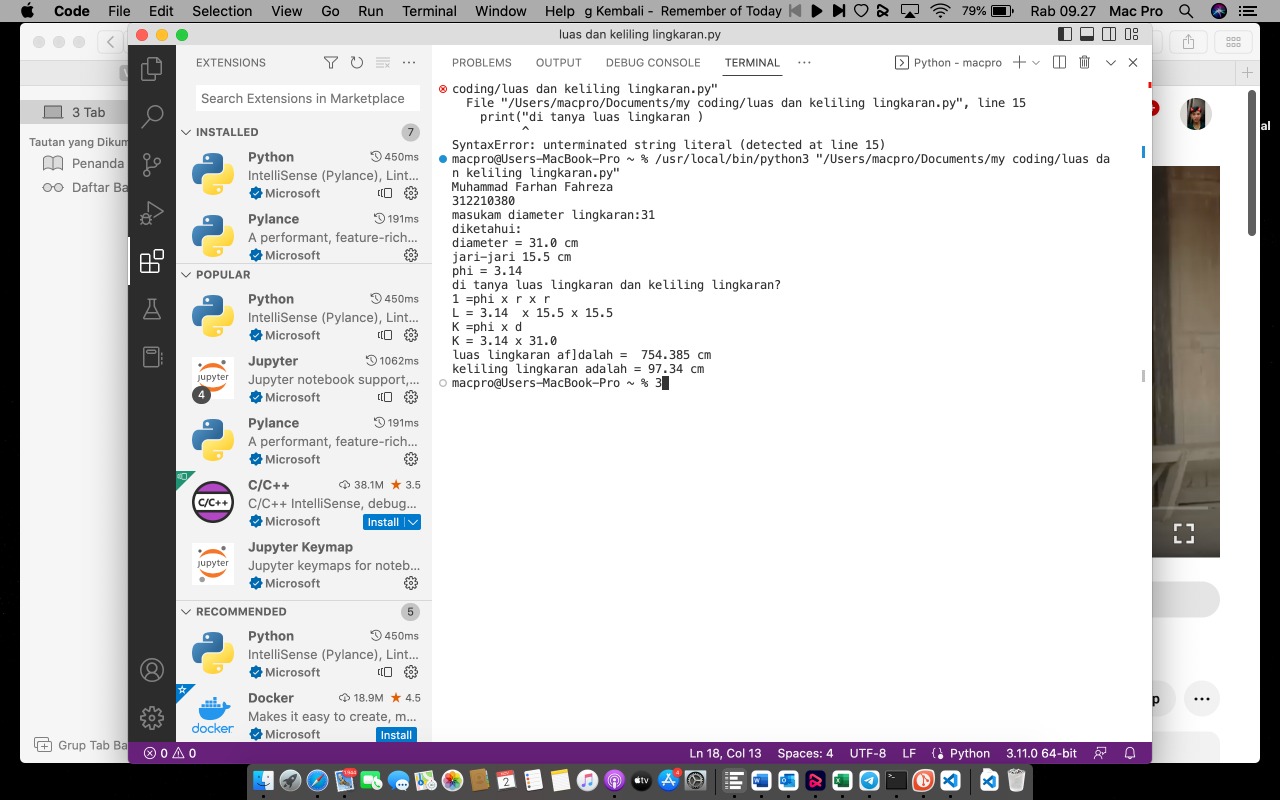 Code File Edit Selection View Go Run Terminal Window Help g Kembali - Remember of Today 79% Rab 09.27 Mac Pro
luas dan keliling lingkaran.py
3 Tab
Tautan yang Dikum
Penanda
Daftar Ba
Grup Tab Ba
EXTENSIONS
Search Extensions in Marketplace
INSTALLED 7
Python 450ms
IntelliSense (Pylance), Lint...
Microsoft
Pylance 191ms
A performant, feature-rich...
Microsoft
POPULAR
Python 450ms
IntelliSense (Pylance), Lint...
Microsoft
Jupyter 1062ms
Jupyter notebook support,...
jupyter
4
Microsoft
Pylance 191ms
A performant, feature-rich...
Microsoft
C/C++ 38.1M 3.5
C/C++
C/C++ IntelliSense, debug...
Microsoft Install
Jupyter Keymap
jupyter
Jupyter keymaps for noteb...
Microsoft
RECOMMENDED 5
Python 450ms
IntelliSense (Pylance), Lint...
Microsoft
Docker 18.9M 4.5
Makes it easy to create, m...
docker
Microsoft Install
PROBLEMS OUTPUT DEBUG CONSOLE TERMINAL ... Python - macpro
coding/luas dan keliling lingkaran.py"
File "/Users/macpro/Documents/my coding/luas dan keliling lingkaran.py", line 15
print("di tanya luas lingkaran )
^
SyntaxError: unterminated string literal (detected at line 15)
macpro@Users-MacBook-Pro ~ % /usr/local/bin/python3 "/Users/macpro/Documents/my coding/luas da
n keliling lingkaran.py"
Muhammad Farhan Fahreza
312210380
masukam diameter lingkaran:31
diketahui:
diameter = 31.0 cm
jari-jari 15.5 cm
phi = 3.14
di tanya luas lingkaran dan keliling lingkaran?
1 =phi x r x r
L = 3.14  x 15.5 x 15.5
K =phi x d
K = 3.14 x 31.0
luas lingkaran af]dalah =  754.385 cm
keliling lingkaran adalah = 97.34 cm
macpro@Users-MacBook-Pro ~ % 3
al
p
0 0 Ln 18, Col 13 Spaces: 4 UTF-8 LF Python 3.11.0 64-bit